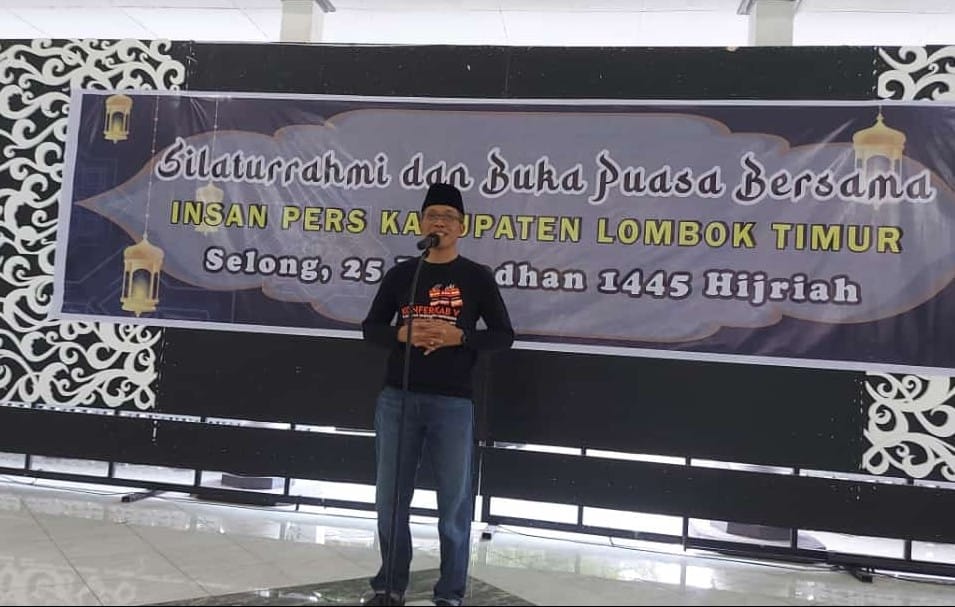 Silaturrahmi dan Buka Puasa Bersama
INSAN PERS LOMBOK TIMUR
Selong, 25 1445 Hijriah